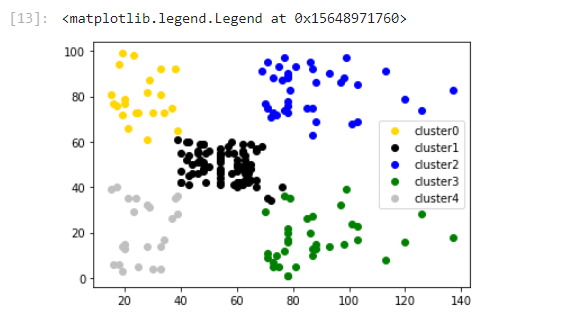 [13]: <matplotlib.legend.Legend at 0x15648971760>
100
80
60
40
20
0
20 40 60 80 100 120 140
cluster0
cluster1
cluster2
cluster3
cluster4